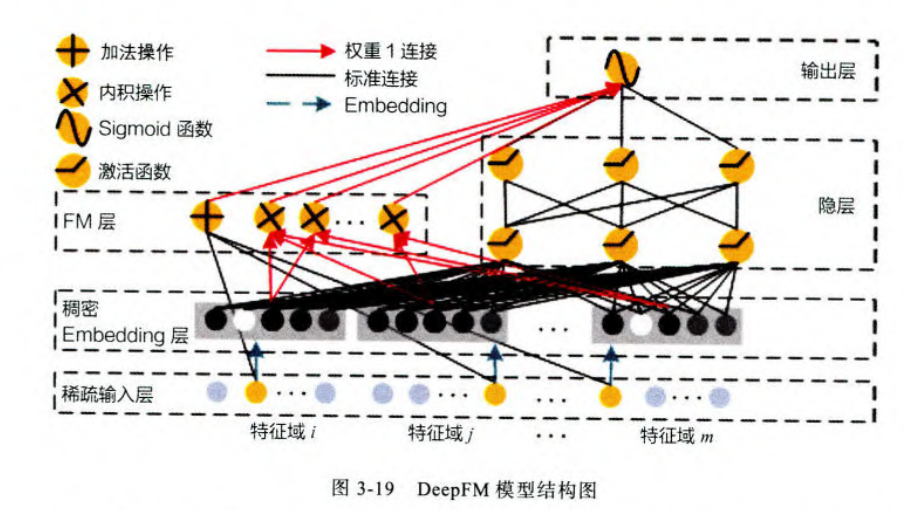 加法操作
内积操作
Sigmoid 函数
激活函数
权重 1 连接
标准连接
Embedding
输出层
隐层
FM 层
···
稠密
Embedding 层
···
稀疏输入层
··· ··· ··· ···
特征域 i 特征域 j ··· 特征域 m
图 3-19 DeepFM 模型结构图